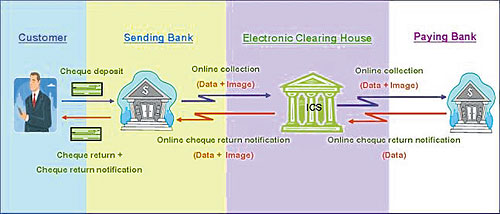 Customer
Sending Bank
Electronic Clearing House
Paying Bank
Cheque deposit
Online collection
(Data + Image)
Online collection
(Data + Image)
$
ICS
$
Cheque return +
Cheque return notification
Online cheque return notification
(Data + Image)
Online cheque return notification
(Data)